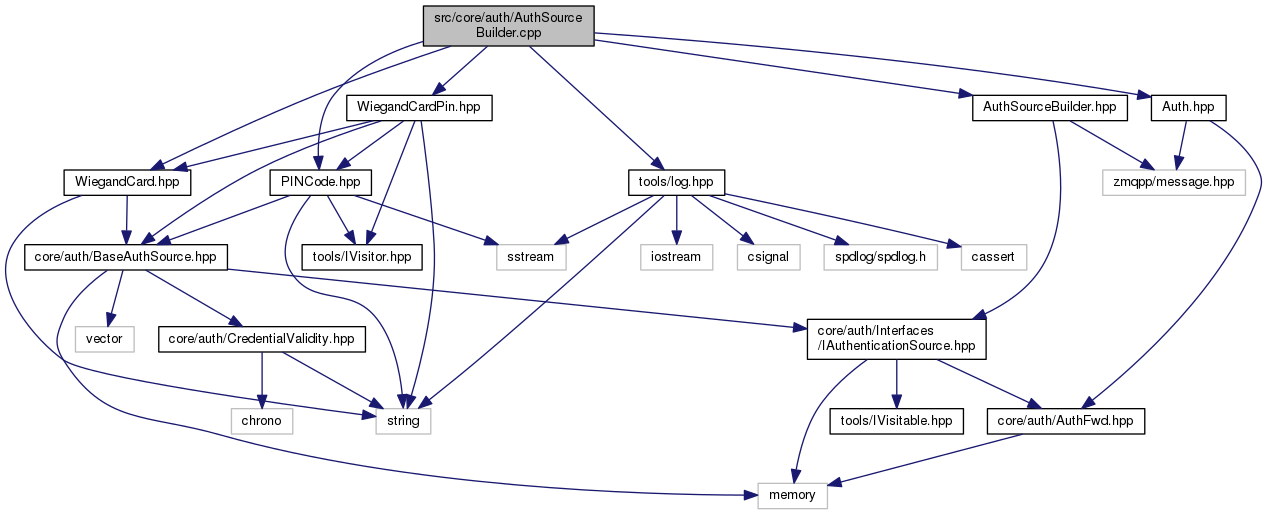 src/core/auth/AuthSource
Builder.cpp
WiegandCardPin.hpp
AuthSourceBuilder.hpp
Auth.hpp
WiegandCard.hpp
PINCode.hpp
tools/log.hpp
zmqpp/message.hpp
core/auth/BaseAuthSource.hpp
tools/IVisitor.hpp
sstream
iostream
csignal
spdlog/spdlog.h
cassert
vector
core/auth/CredentialValidity.hpp
core/auth/Interfaces
/IAuthenticationSource.hpp
chrono
string
tools/IVisitable.hpp
core/auth/AuthFwd.hpp
memory